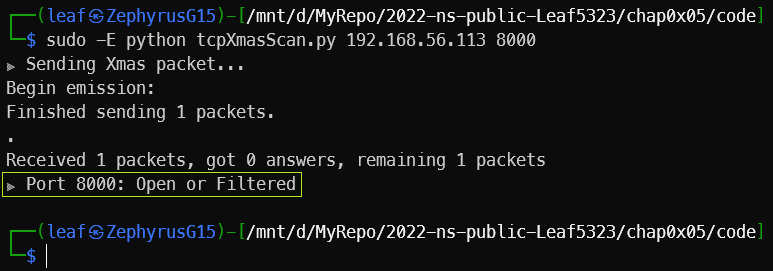 ┌──(leaf㉿ZephyrusG15)-[/mnt/d/MyRepo/2022-ns-public-Leaf5323/chap0x05/code]
└─$ sudo -E python tcpXmasScan.py 192.168.56.113 8000
▶ Sending Xmas packet...
Begin emission:
Finished sending 1 packets.
.
Received 1 packets, got 0 answers, remaining 1 packets
▶ Port 8000: Open or Filtered
┌──(leaf㉿ZephyrusG15)-[/mnt/d/MyRepo/2022-ns-public-Leaf5323/chap0x05/code]
└─$